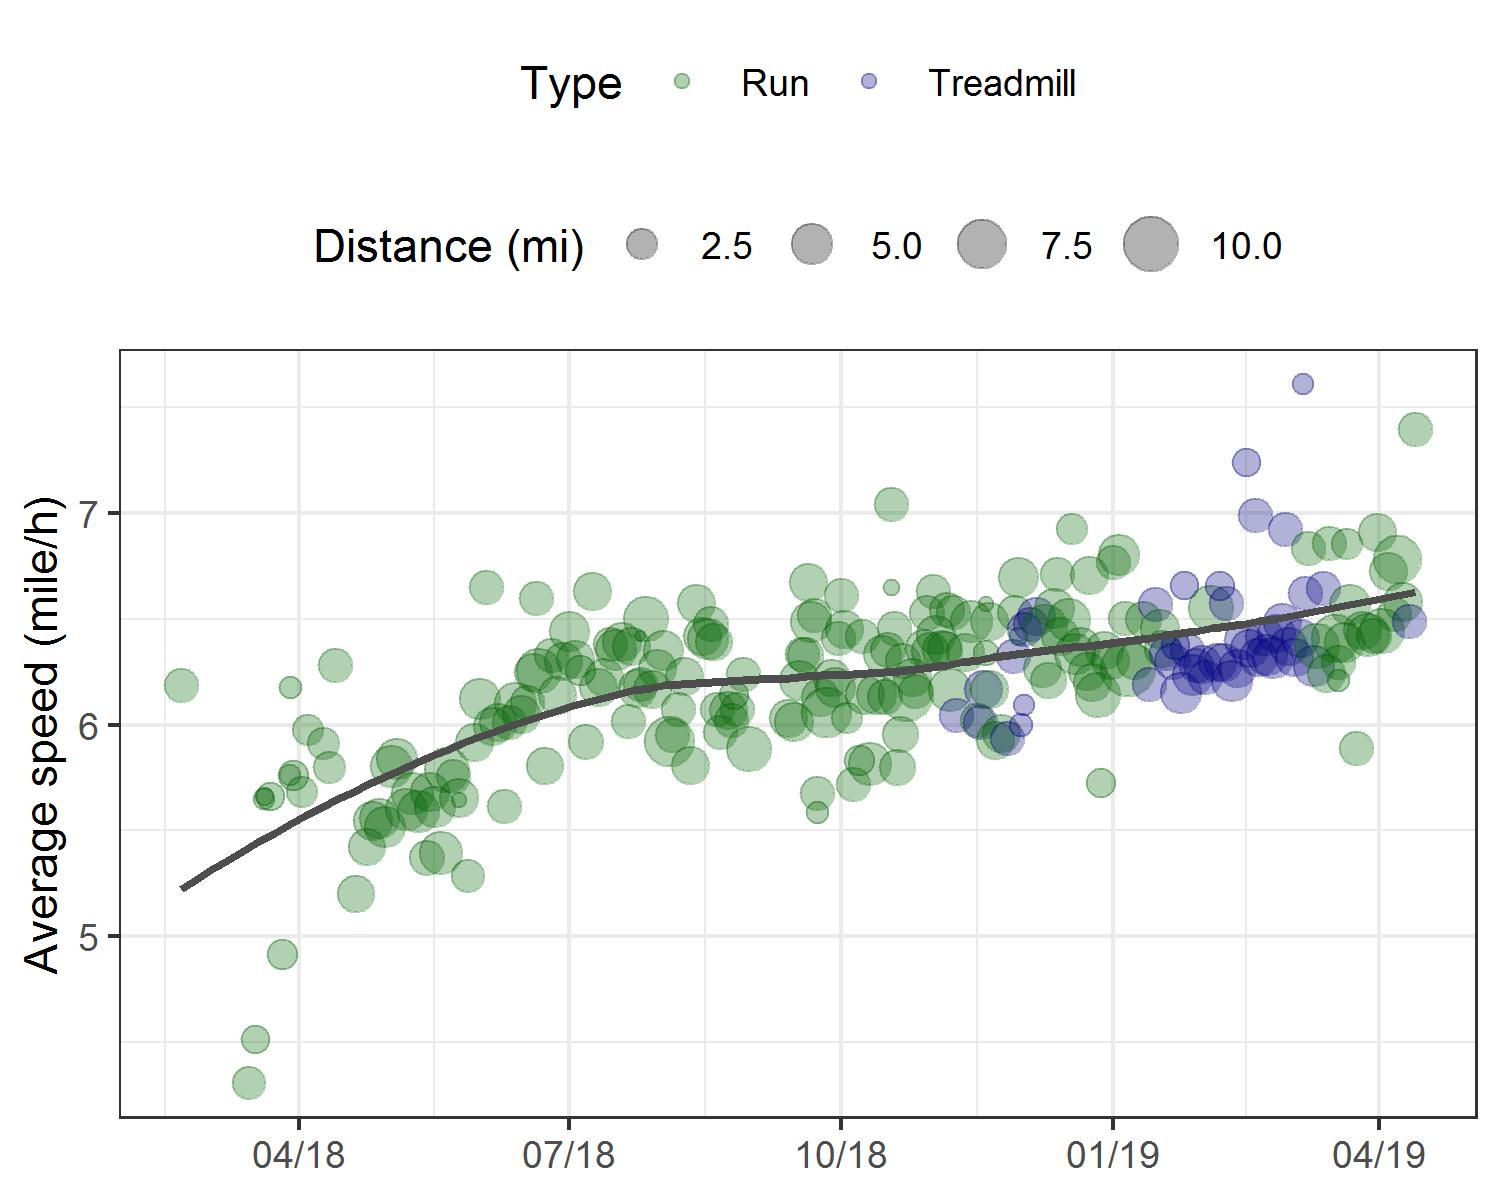 Type Run Treadmill
Distance (mi) 2.5 5.0 7.5 10.0
Average speed (mile/h)
7
6
5
04/18 07/18 10/18 01/19 04/19